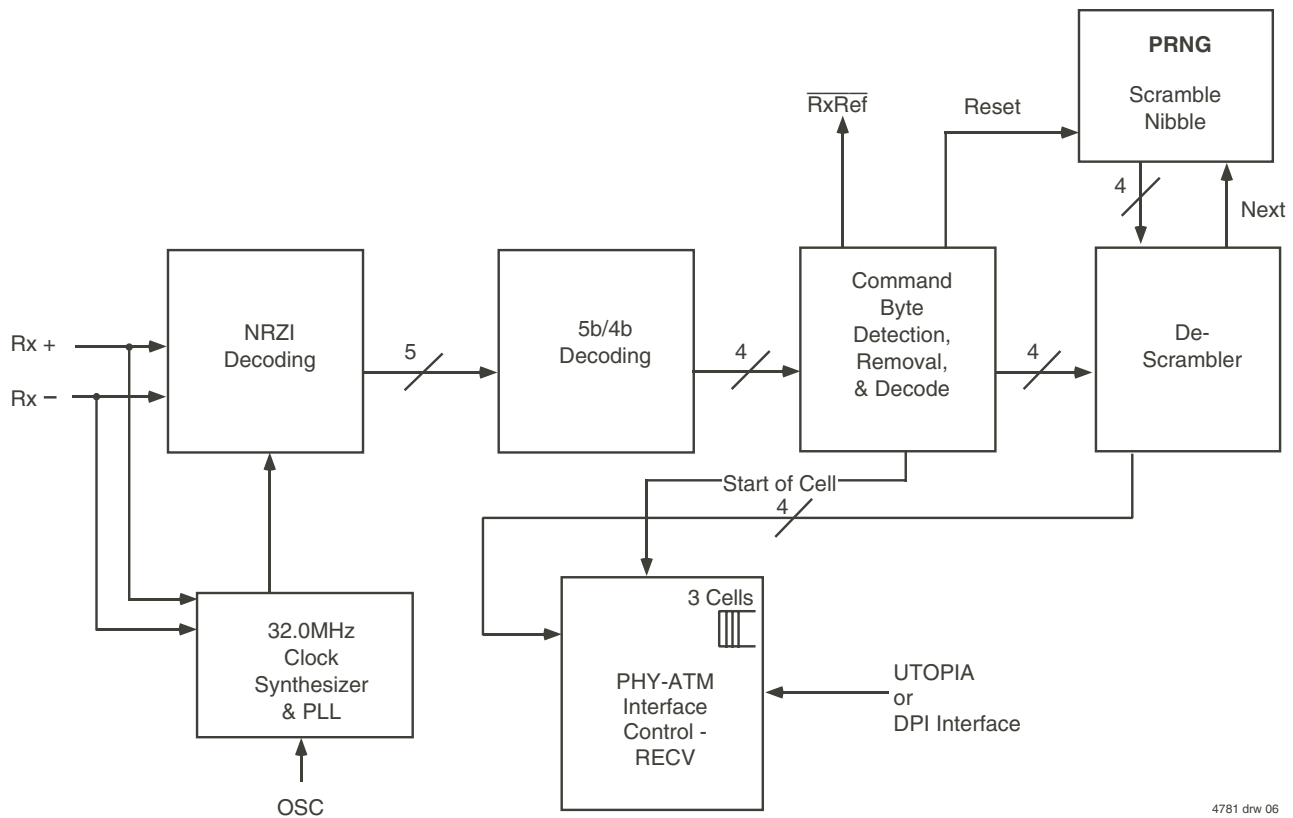 PRNG
Scramble
Nibble
RxRef
Reset
4
Next
Rx +
Rx −
NRZI
Decoding
5
5b/4b
Decoding
4
Command
Byte
Detection,
Removal,
& Decode
4
De-
Scrambler
Start of Cell
4
32.0MHz
Clock
Synthesizer
& PLL
OSC
3 Cells
PHY-ATM
Interface
Control -
RECV
UTOPIA
or
DPI Interface
4781 drw 06